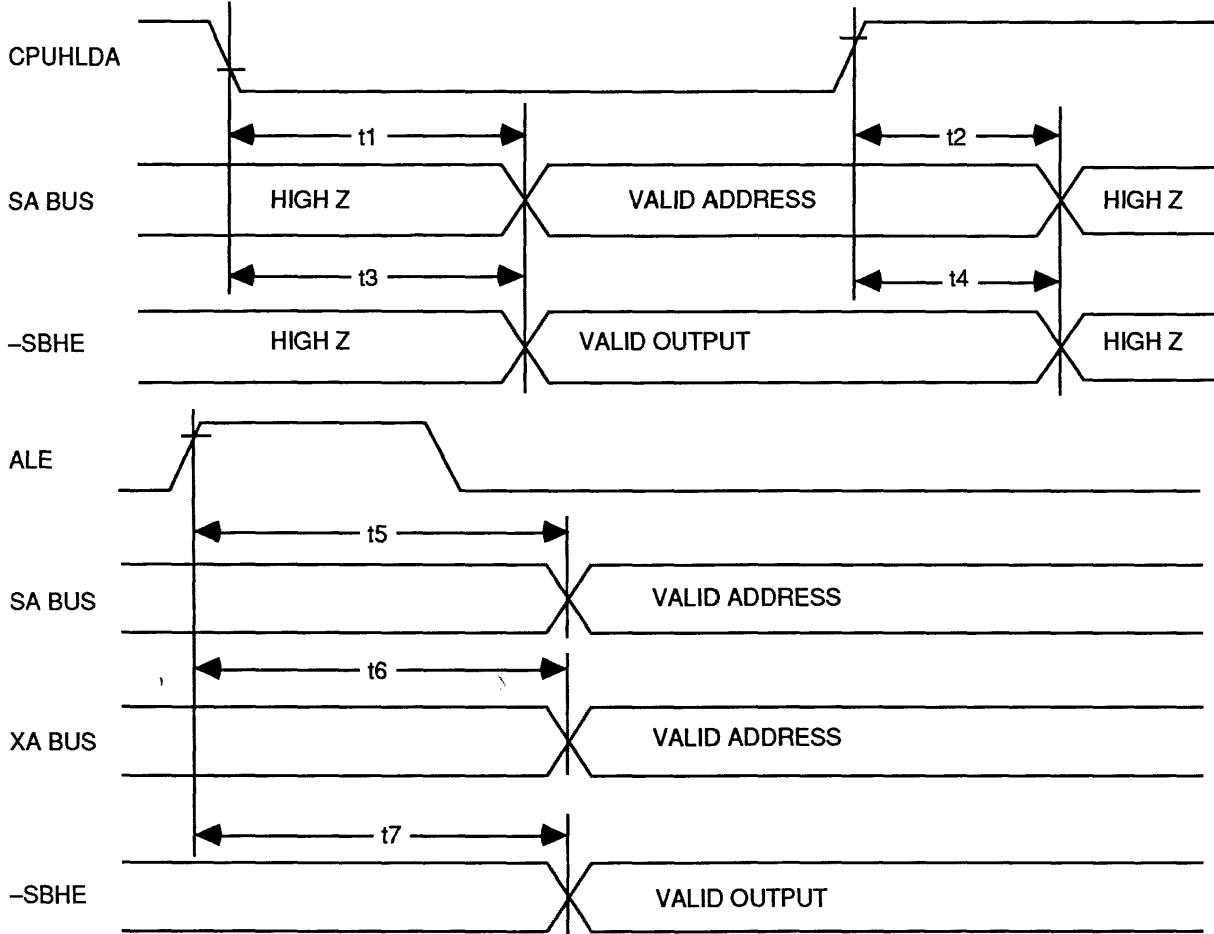 CPUHLDA
t1
t2
SA BUS HIGH Z VALID ADDRESS HIGH Z
t3
t4
–SBHE HIGH Z VALID OUTPUT HIGH Z
ALE
t5
SA BUS VALID ADDRESS
t6
XA BUS VALID ADDRESS
t7
–SBHE VALID OUTPUT